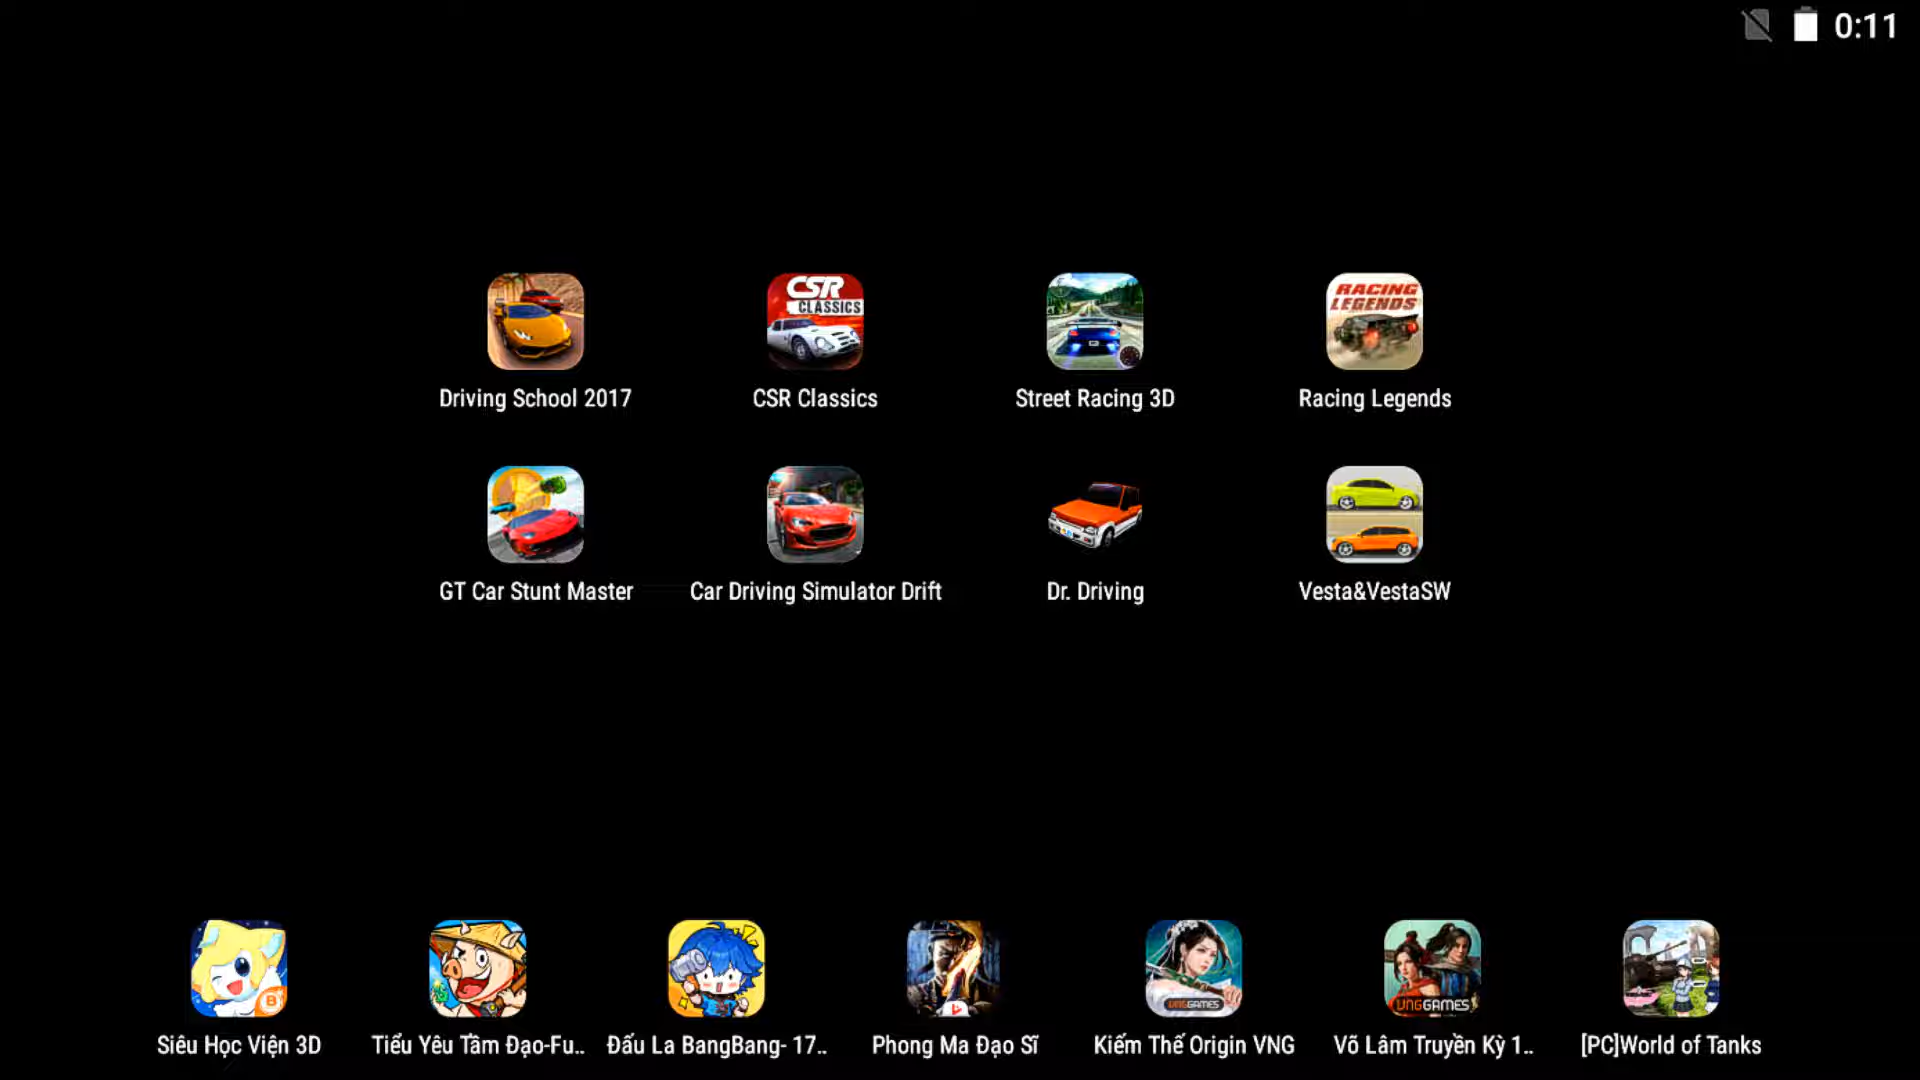 0:11
CSR
CLASSICS
RACING
LEGENDS
Driving School 2017
CSR Classics
Street Racing 3D
Racing Legends
GT Car Stunt Master
Car Driving Simulator Drift
Dr. Driving
Vesta&VestaSW
B
VNGGAMES
VNGGAMES
Siêu Học Viện 3D
Tiểu Yêu Tầm Đạo-Fu..
Đấu La BangBang- 17..
Phong Ma Đạo Sĩ
Kiếm Thế Origin VNG
Võ Lâm Truyền Kỳ 1..
[PC]World of Tanks